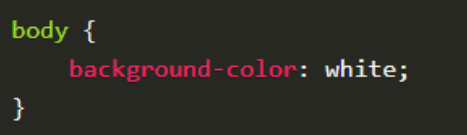 body {
    background-color: white;
}